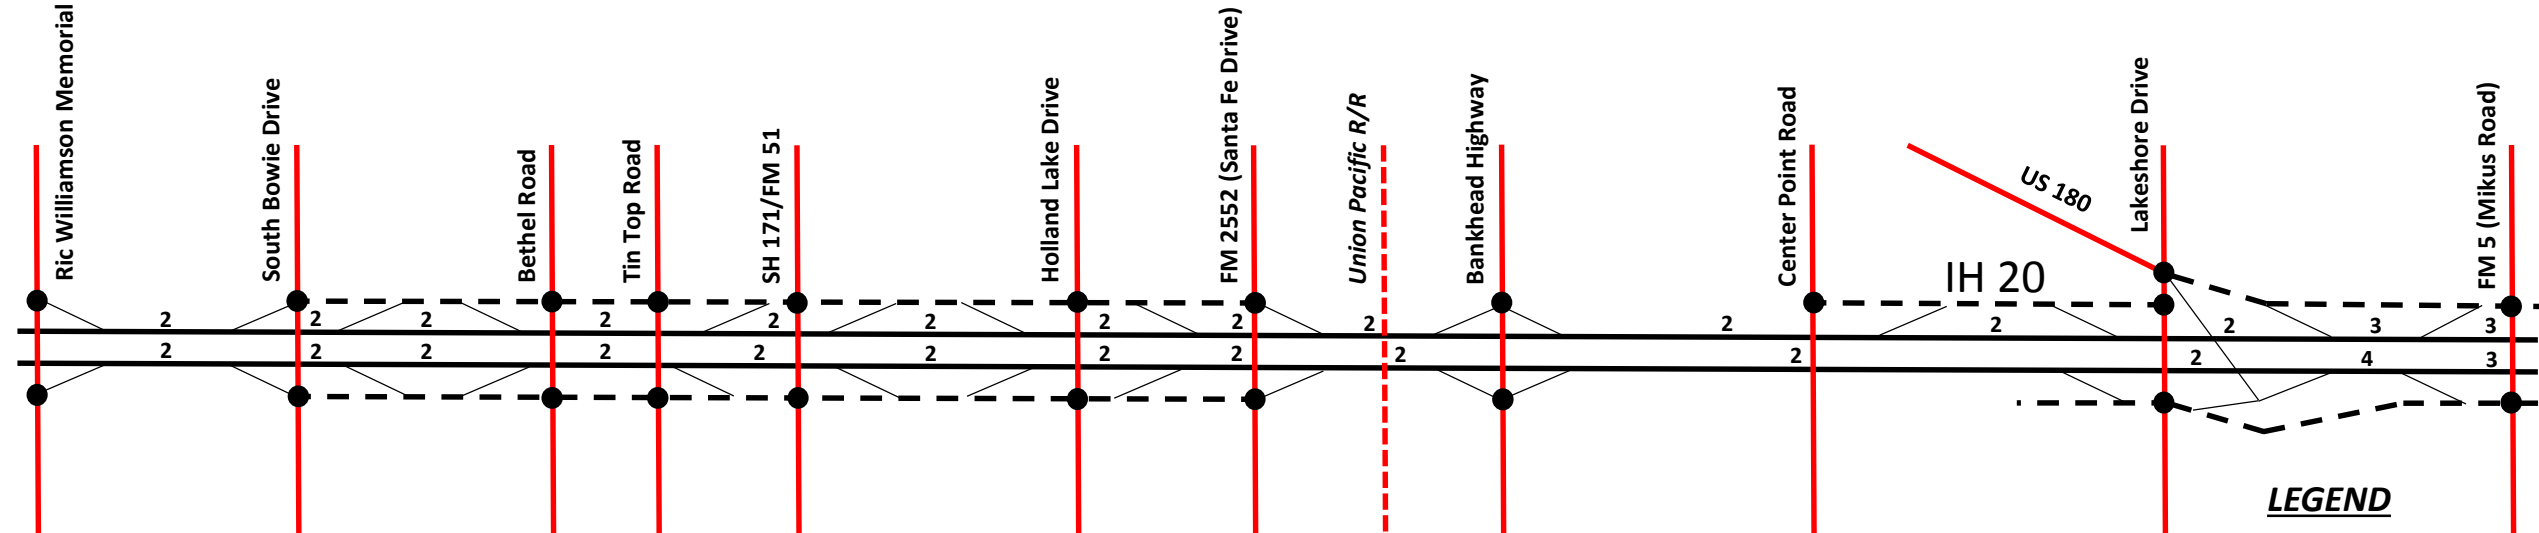 Ric Williamson Memorial
South Bowie Drive
Bethel Road
Tin Top Road
SH 171/FM 51
Holland Lake Drive
FM 2552 (Santa Fe Drive)
Union Pacific R/R
Bankhead Highway
Center Point Road
US 180
Lakeshore Drive
FM 5 (Mikus Road)
IH 20
2 2 2 2 2 2 2 2 2 2 2 2 3 3
2 2 2 2 2 2 2 2 2 2 2 4 3
LEGEND